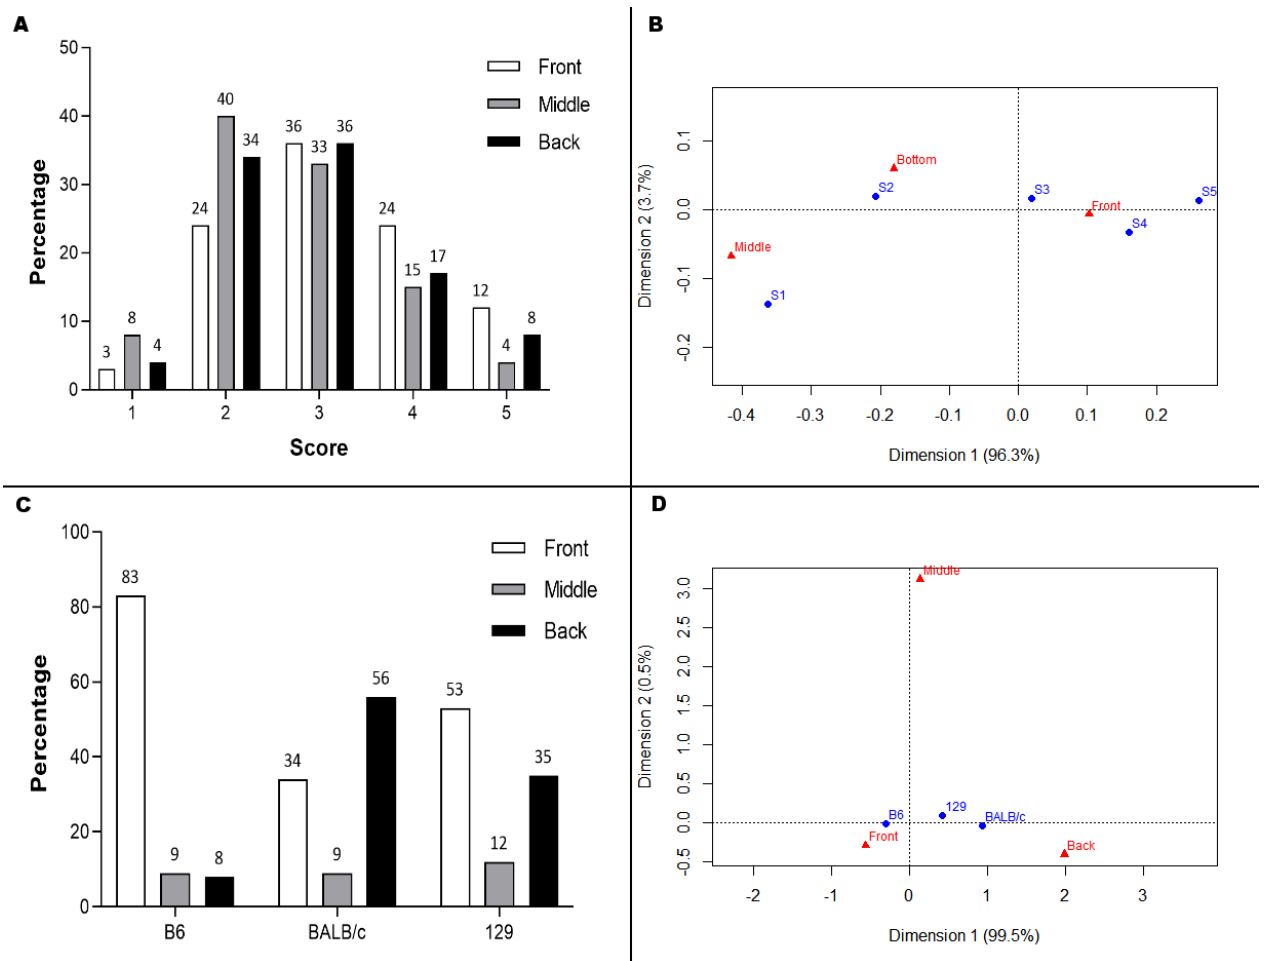 A
50
40
30
20
10
0
Percentage
3
8
4
24
40
34
36
33
36
24
15
17
12
4
8
1 2 3 4 5
Score
Front
Middle
Back
B
0.1
0.0
-0.1
-0.2
Dimension 2 (3.7%)
Bottom
S2
S3
S5
Front
S4
Middle
S1
-0.4 -0.3 -0.2 -0.1 0.0 0.1 0.2
Dimension 1 (96.3%)
C
100
80
60
40
20
0
Percentage
83
9
8
34
9
56
53
12
35
B6 BALB/c 129
Front
Middle
Back
D
3.0
2.5
2.0
1.5
1.0
0.5
0.0
-0.5
Dimension 2 (0.5%)
Middle
B6
129
BALB/c
Front
Back
-2 -1 0 1 2 3
Dimension 1 (99.5%)